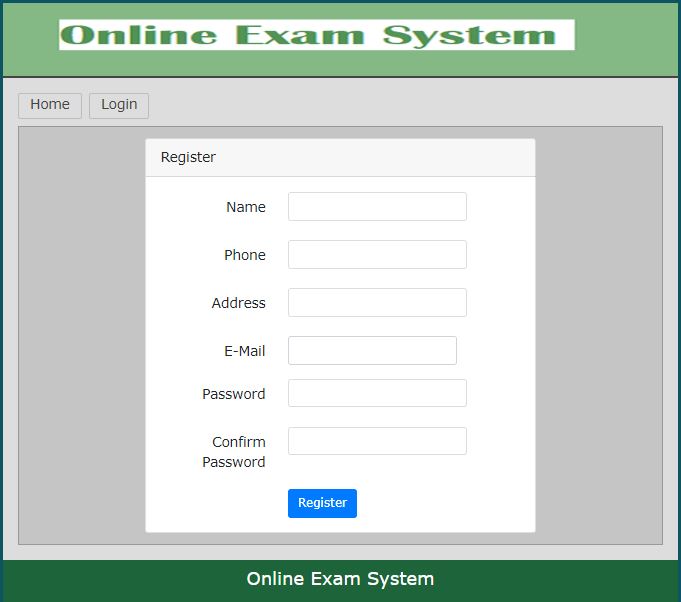 Online Exam System
Home Login
Register
Name
Phone
Address
E-Mail
Password
Confirm
Password
Register
Online Exam System